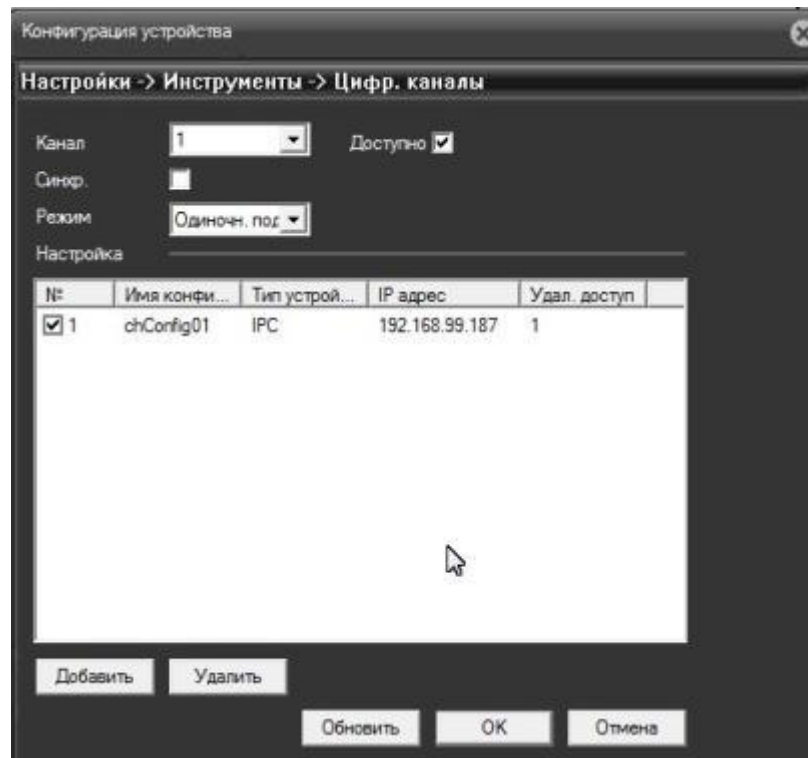 Конфигурация устройства
Настройки -> Инструменты -> Цифр. каналы
Канал 1 Доступно
Синхр.
Режим Одиночн. под
Настройка
№ Имя конфи... Тип устрой... IP адрес Удал. доступ
1 chConfig01 IPC 192.168.99.187 1
Добавить Удалить
Обновить OK Отмена